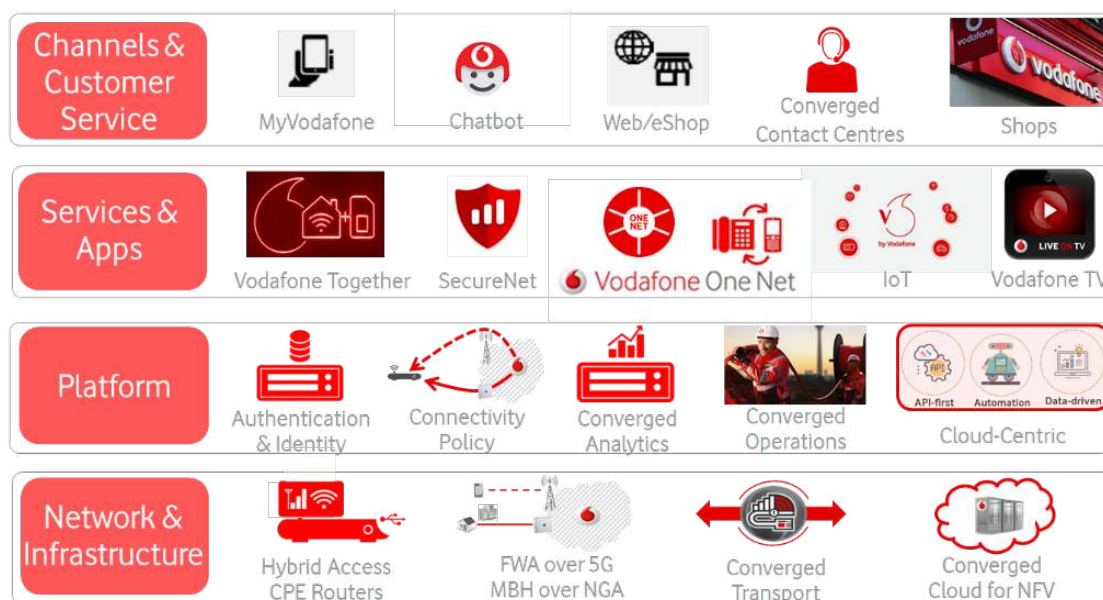 Channels &
Customer
Service
MyVodafone
Chatbot
Web/eShop
Converged
Contact Centres
vodafone
vodafone
Shops
Services &
Apps
Vodafone Together
SecureNet
ONE
NET
Vodafone One Net
V
by Vodafone
IoT
LIVE ON TV
Vodafone TV
Platform
Authentication
& Identity
Connectivity
Policy
Converged
Analytics
Converged
Operations
API
API-first
Automation
Data-driven
Cloud-Centric
Network &
Infrastructure
Hybrid Access
CPE Routers
FWA over 5G
MBH over NGA
Converged
Transport
Converged
Cloud for NFV